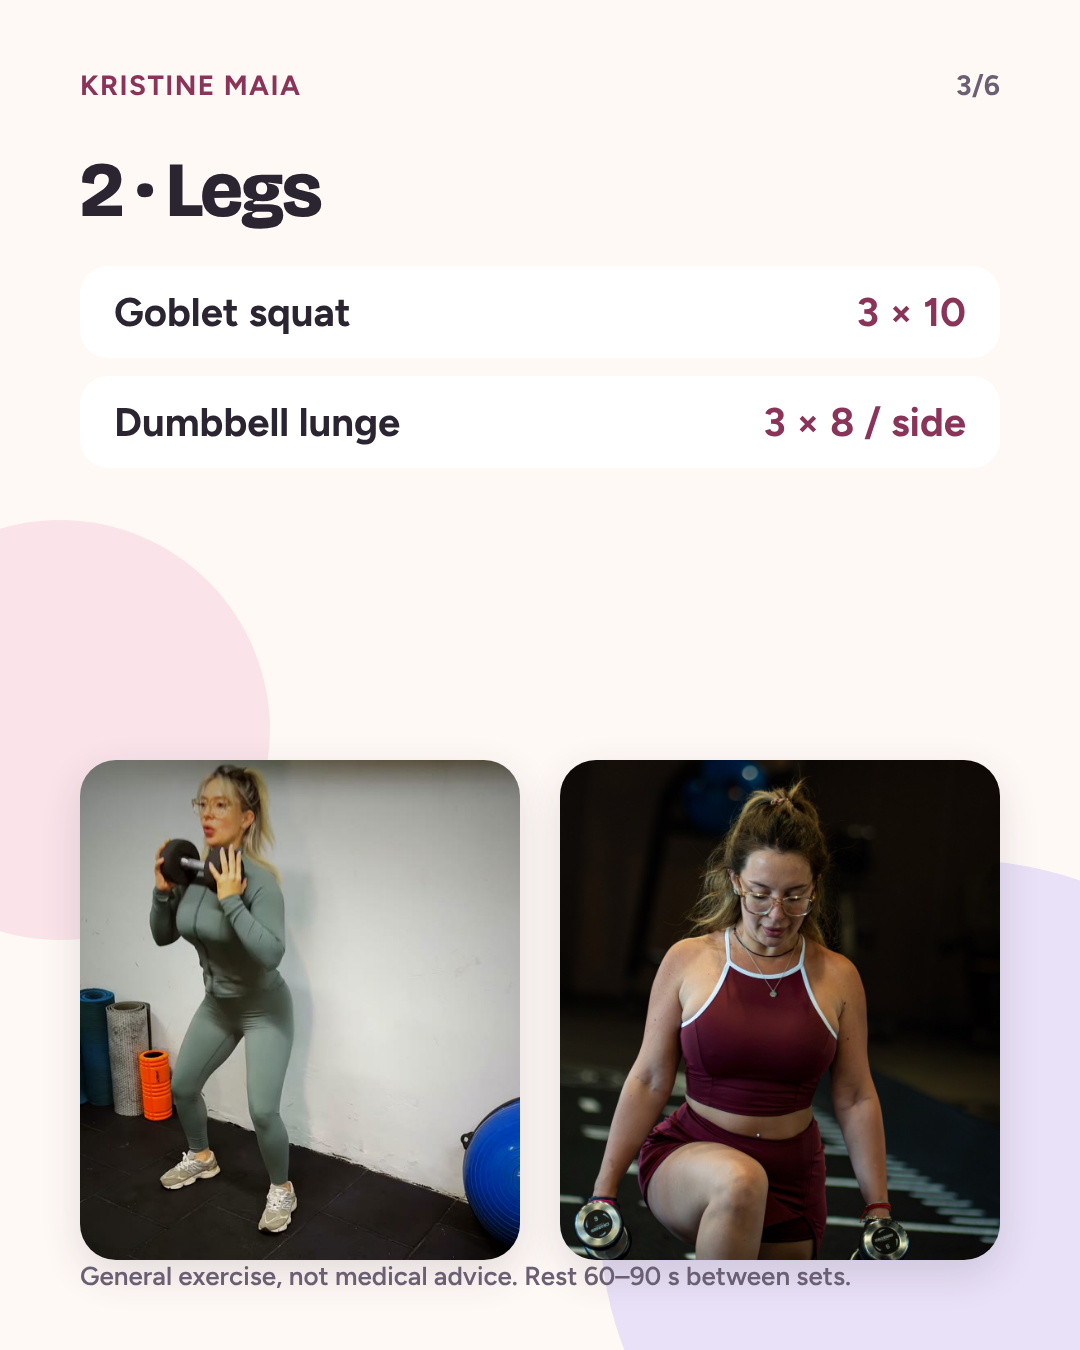 KRISTINE MAIA 3/6
2 · Legs
Goblet squat 3 × 10
Dumbbell lunge 3 × 8 / side
General exercise, not medical advice. Rest 60–90 s between sets.